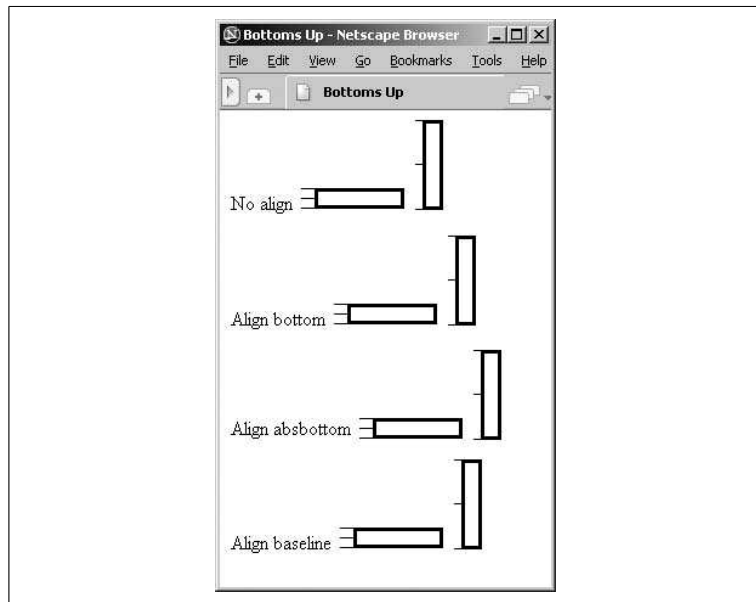 Bottoms Up - Netscape Browser
File Edit View Go Bookmarks Tools Help
Bottoms Up
No align
Align bottom
Align absbottom
Align baseline